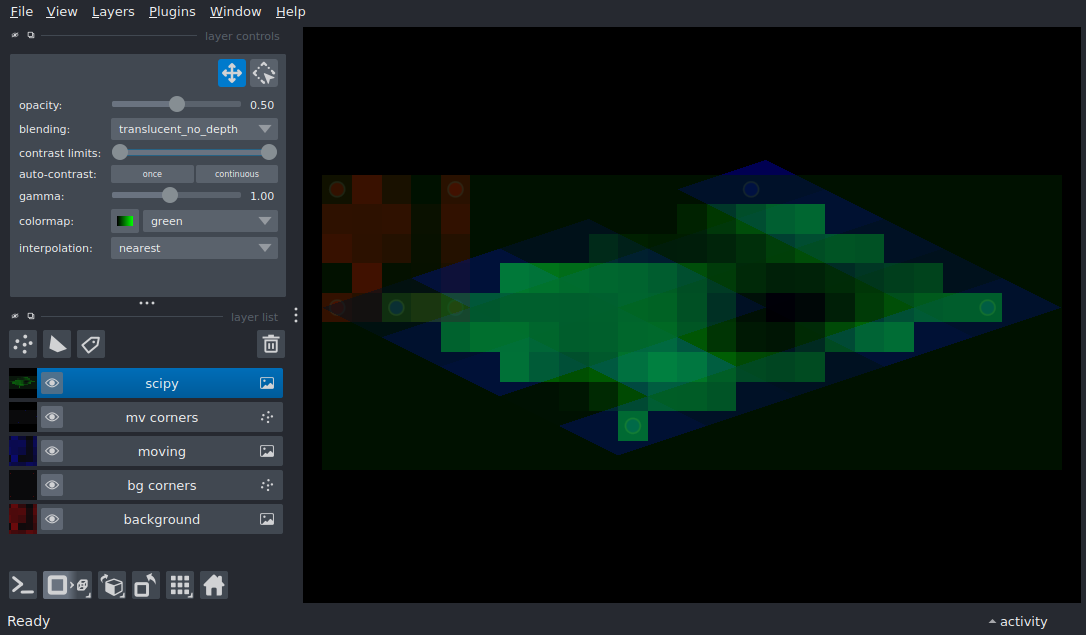 File View Layers Plugins Window Help
layer controls
opacity: 0.50
blending: translucent_no_depth
contrast limits:
auto-contrast: once continuous
gamma: 1.00
colormap: green
interpolation: nearest
layer list
scipy
mv corners
moving
bg corners
background
Ready activity